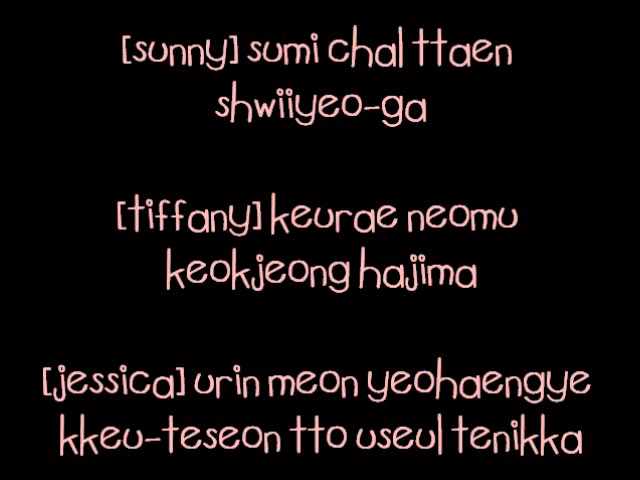 [sunny] sumi chal ttaen
shwiiyeo-ga
[tiffany] keurae neomu
keokjeong hajima
[jessica] urin meon yeohaengye
kkeu-teseon tto useul tenikka